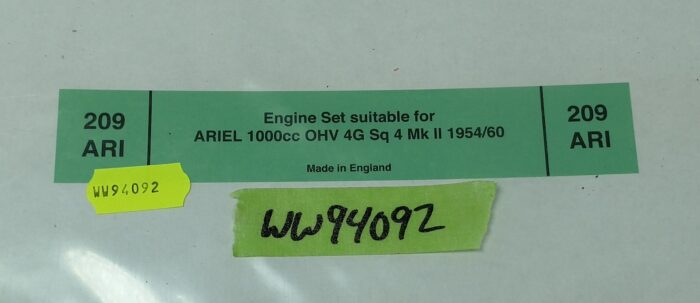 209
ARI
Engine Set suitable for
ARIEL 1000cc OHV 4G Sq 4 Mk II 1954/60
Made in England
209
ARI
WW94092
WW94092